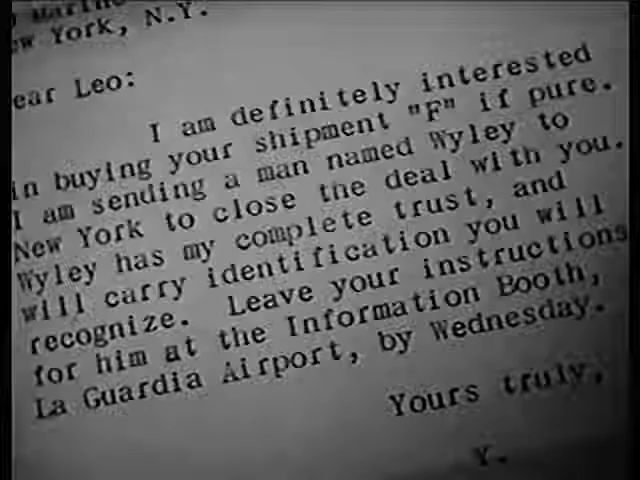 New York, N.Y.
Dear Leo:
I am definitely interested
in buying your shipment "F" if pure.
I am sending a man named Wyley to
New York to close the deal with you.
Wyley has my complete trust, and
will carry identification you will
recognize. Leave your instructions
for him at the Information Booth,
La Guardia Airport, by Wednesday.
Yours truly,
Y.